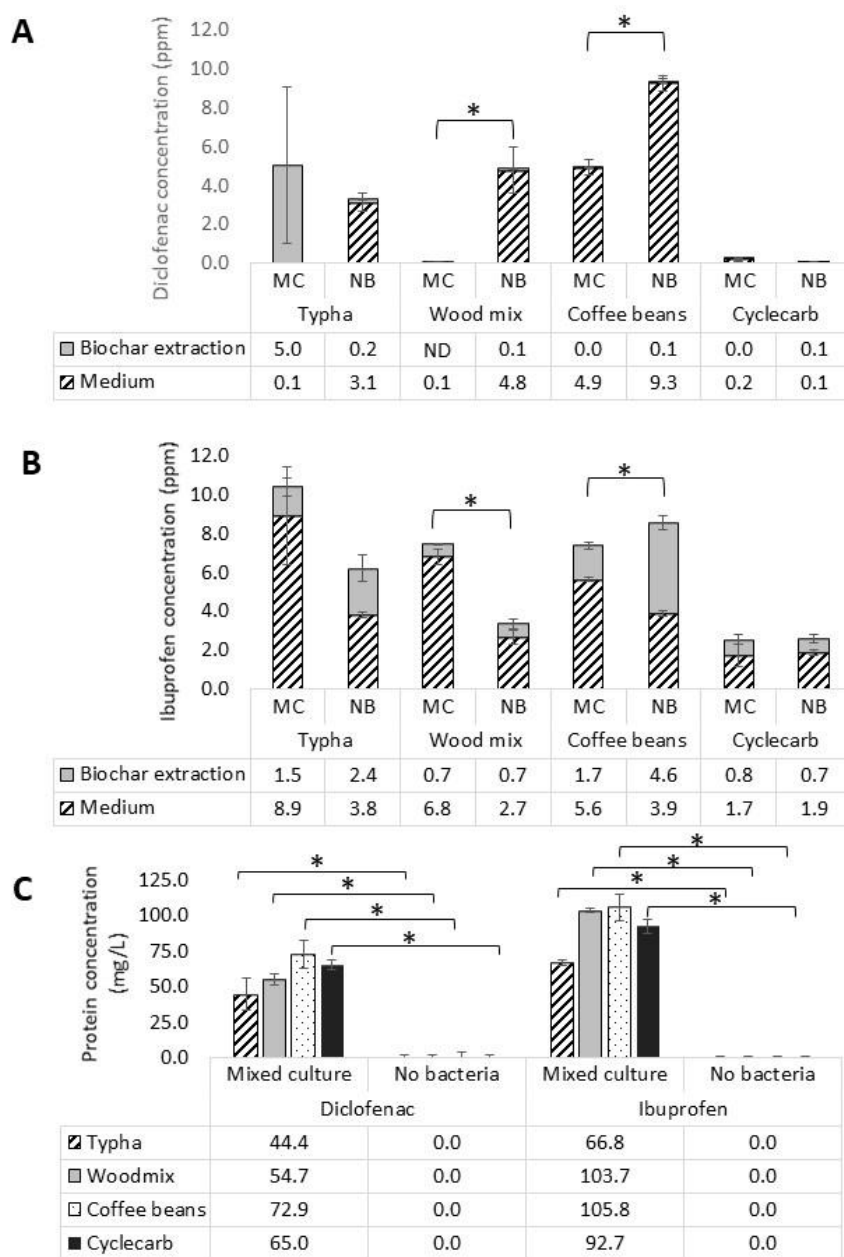 A
Diclofenac concentration (ppm)
12.0
10.0
8.0
6.0
4.0
2.0
0.0
*
*
MC NB MC NB MC NB MC NB
Typha Wood mix Coffee beans Cyclecarb
Biochar extraction 5.0 0.2 ND 0.1 0.0 0.1 0.0 0.1
Medium 0.1 3.1 0.1 4.8 4.9 9.3 0.2 0.1
B
Ibuprofen concentration (ppm)
12.0
10.0
8.0
6.0
4.0
2.0
0.0
*
*
MC NB MC NB MC NB MC NB
Typha Wood mix Coffee beans Cyclecarb
Biochar extraction 1.5 2.4 0.7 0.7 1.7 4.6 0.8 0.7
Medium 8.9 3.8 6.8 2.7 5.6 3.9 1.7 1.9
C
Protein concentration
(mg/L)
125.0
100.0
75.0
50.0
25.0
0.0
* * * *
* * * *
Mixed culture No bacteria Mixed culture No bacteria
Diclofenac Ibuprofen
Typha 44.4 0.0 66.8 0.0
Woodmix 54.7 0.0 103.7 0.0
Coffee beans 72.9 0.0 105.8 0.0
Cyclecarb 65.0 0.0 92.7 0.0